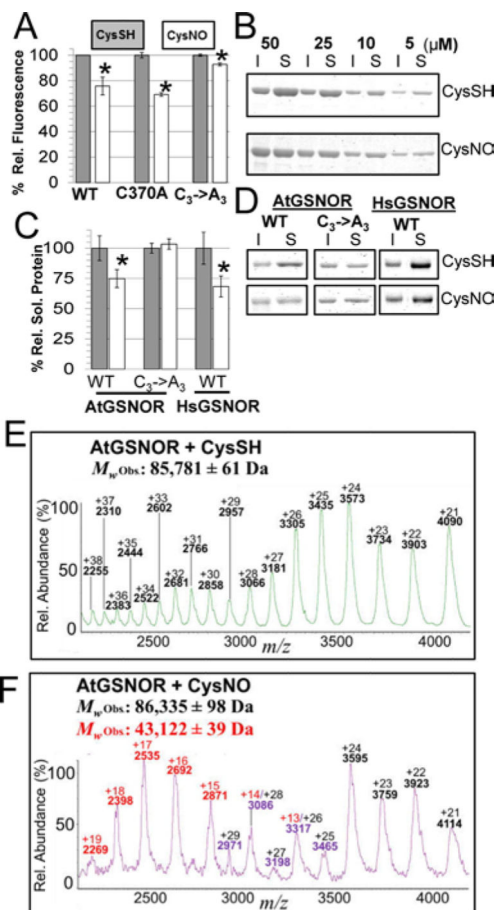 A
CysSH CysNO
% Rel. Fluorescence
100
80
60
40
20
0
* * *
WT C370A C₃->A₃
B
50 25 10 5 (μM)
I S I S I S I S
CysSH
CysNO
C
% Rel. Sol. Protein
100
75
50
25
0
* *
WT C₃->A₃ WT
AtGSNOR HsGSNOR
D
AtGSNOR HsGSNOR
WT C₃->A₃ WT
I S I S I S
CysSH
CysNO
E
AtGSNOR + CysSH
Mw Obs.: 85,781 ± 61 Da
Rel. Abundance (%)
100
50
0
+38 2255
+37 2310
+36 2383
+35 2444
+34 2522
+33 2602
+32 2681
+31 2766
+30 2858
+29 2957
+28 3066
+27 3181
+26 3305
+25 3435
+24 3573
+23 3734
+22 3903
+21 4090
2500 3000 3500 4000
m/z
F
AtGSNOR + CysNO
Mw Obs.: 86,335 ± 98 Da
Mw Obs.: 43,122 ± 39 Da
Rel. Abundance (%)
100
50
0
+19 2269
+18 2398
+17 2535
+16 2692
+15 2871
+29 2971
+14/+28 3086
+27 3198
+13/+26 3317
+25 3465
+24 3595
+23 3759
+22 3923
+21 4114
2500 3000 3500 4000
m/z